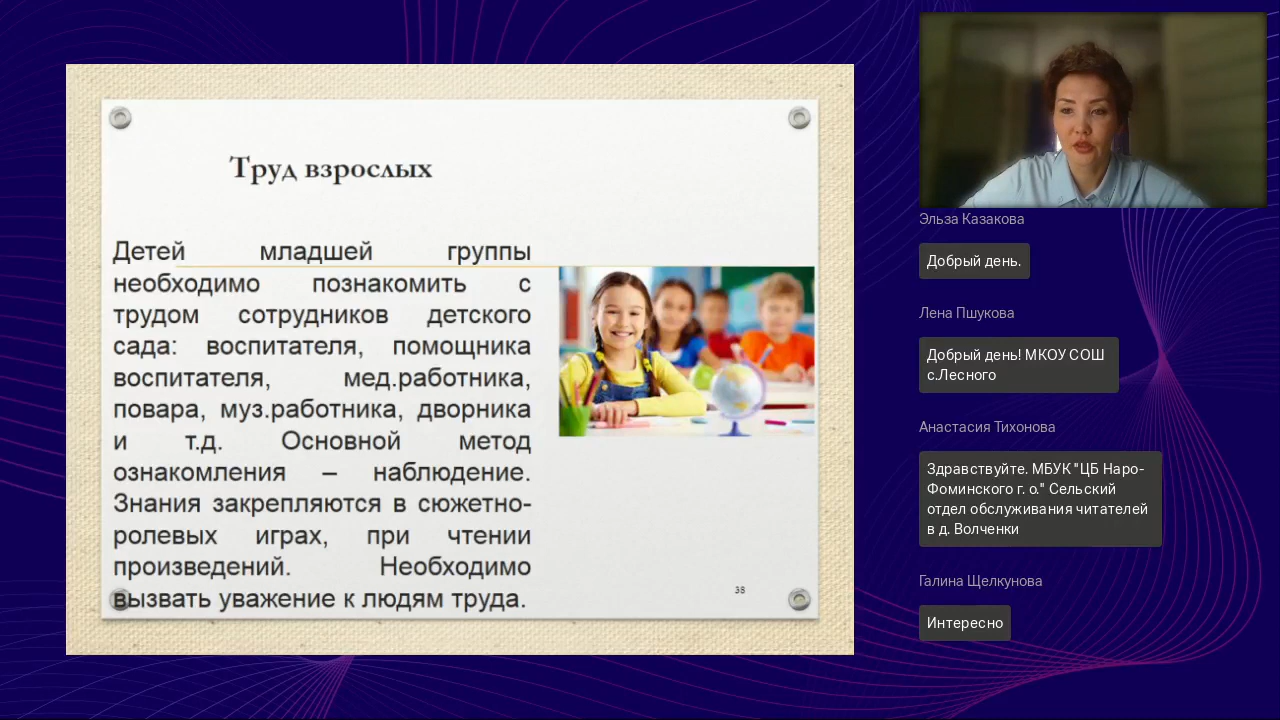 Труд взрослых
Детей младшей группы
необходимо познакомить с
трудом сотрудников детского
сада: воспитателя, помощника
воспитателя, мед.работника,
повара, муз.работника, дворника
и т.д. Основной метод
ознакомления – наблюдение.
Знания закрепляются в сюжетно-
ролевых играх, при чтении
произведений. Необходимо
вызвать уважение к людям труда.
38
Эльза Казакова
Добрый день.
Лена Пшукова
Добрый день! МКОУ СОШ
с.Лесного
Анастасия Тихонова
Здравствуйте. МБУК "ЦБ Наро-
Фоминского г. о." Сельский
отдел обслуживания читателей
в д. Волченки
Галина Щелкунова
Интересно